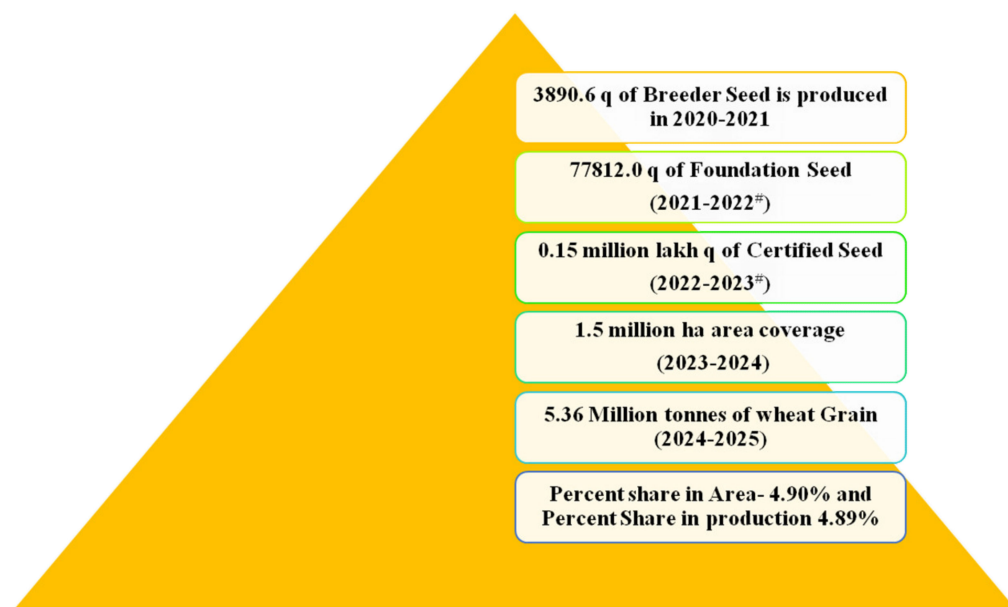 3890.6 q of Breeder Seed is produced
in 2020-2021
77812.0 q of Foundation Seed
(2021-2022#)
0.15 million lakh q of Certified Seed
(2022-2023#)
1.5 million ha area coverage
(2023-2024)
5.36 Million tonnes of wheat Grain
(2024-2025)
Percent share in Area- 4.90% and
Percent Share in production 4.89%